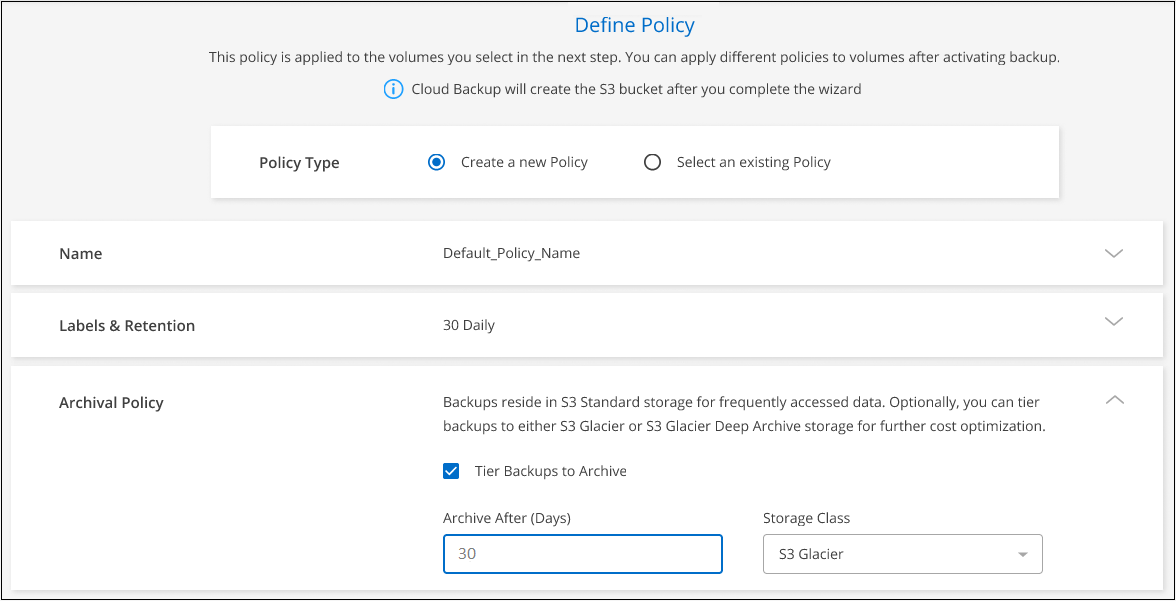 Define Policy
This policy is applied to the volumes you select in the next step. You can apply different policies to volumes after activating backup.
Cloud Backup will create the S3 bucket after you complete the wizard
Policy Type Create a new Policy Select an existing Policy
Name Default_Policy_Name
Labels & Retention 30 Daily
Archival Policy Backups reside in S3 Standard storage for frequently accessed data. Optionally, you can tier
backups to either S3 Glacier or S3 Glacier Deep Archive storage for further cost optimization.
Tier Backups to Archive
Archive After (Days) Storage Class
30 S3 Glacier